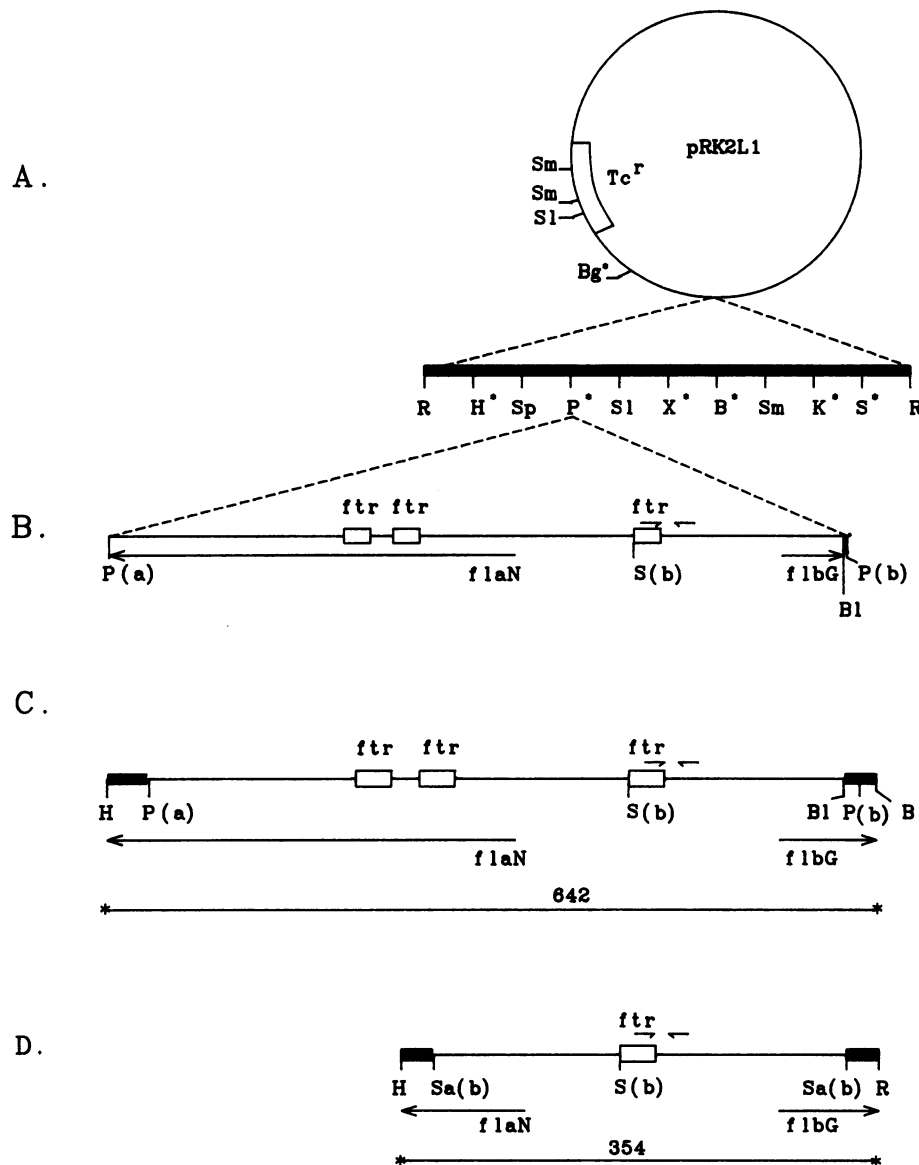 A.
pRK2L1
Tc r
Sm
Sm
Sl
Bg*
R H* Sp P* Sl X* B* Sm K* S* R
B.
ftr ftr ftr
P(a) flaN S(b) flbG P(b)
Bl
C.
ftr ftr ftr
H P(a) S(b) Bl P(b) B
flaN flbG
* 642 *
D.
ftr
H Sa(b) S(b) Sa(b) R
flaN flbG
* 354 *